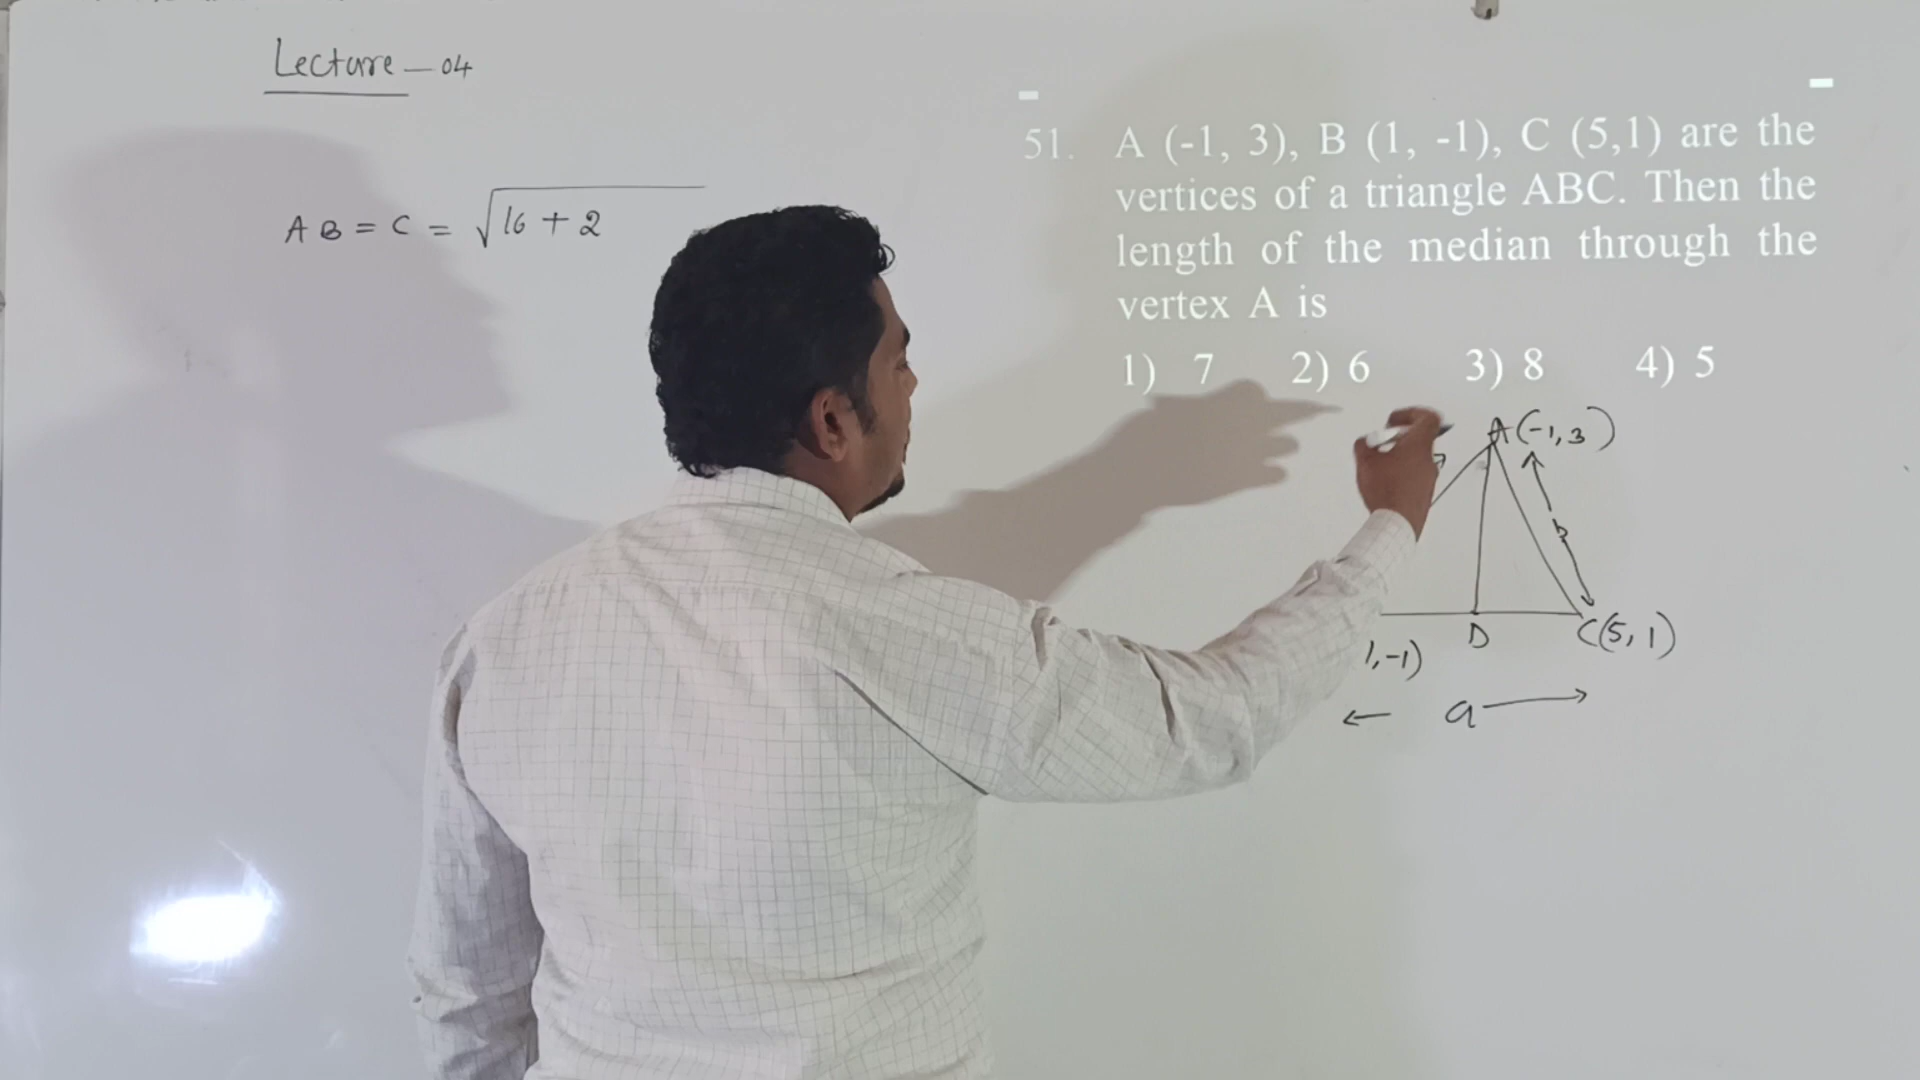 Lecture - 04
AB = C = √16 + 2
51. A (-1, 3), B (1, -1), C (5,1) are the
vertices of a triangle ABC. Then the
length of the median through the
vertex A is
1) 7 2) 6 3) 8 4) 5
A(-1,3)
b
D
C(5,1)
1,-1)
a